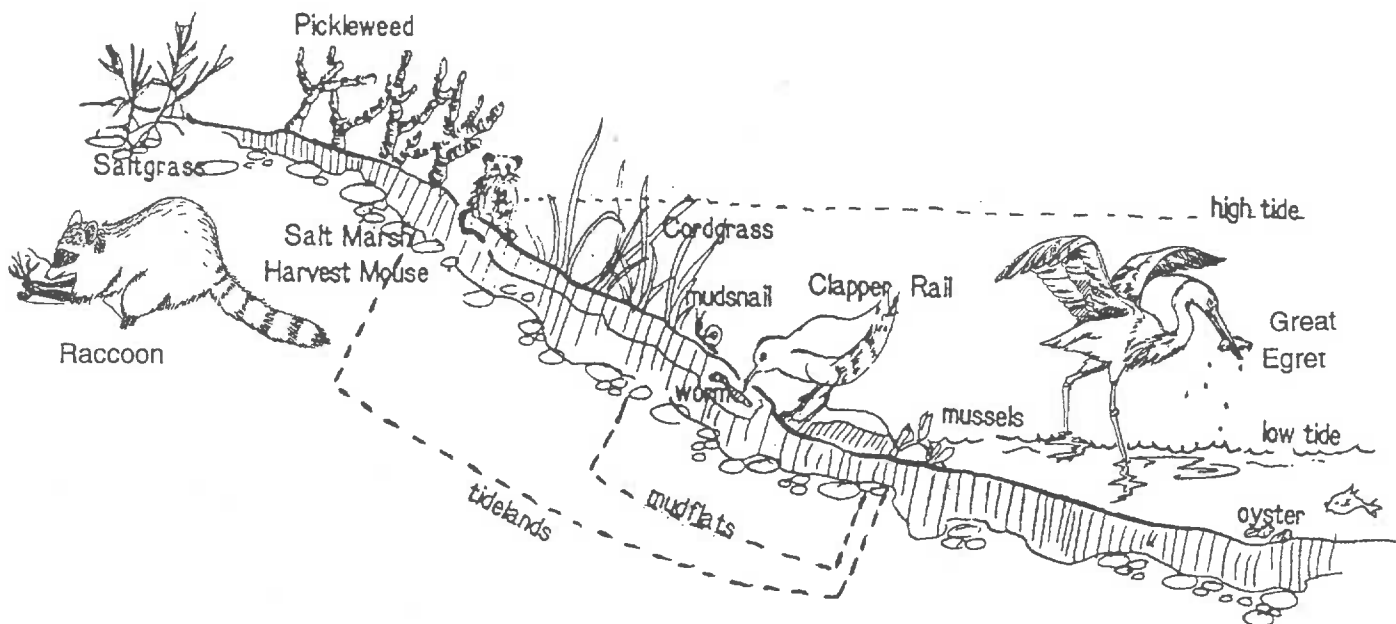 Pickleweed
Saltgrass
high tide
Salt Marsh
Harvest Mouse
Cordgrass
mudsnail
Clapper Rail
Great
Egret
Raccoon
worm
mussels
low tide
tidelands
mudflats
oyster